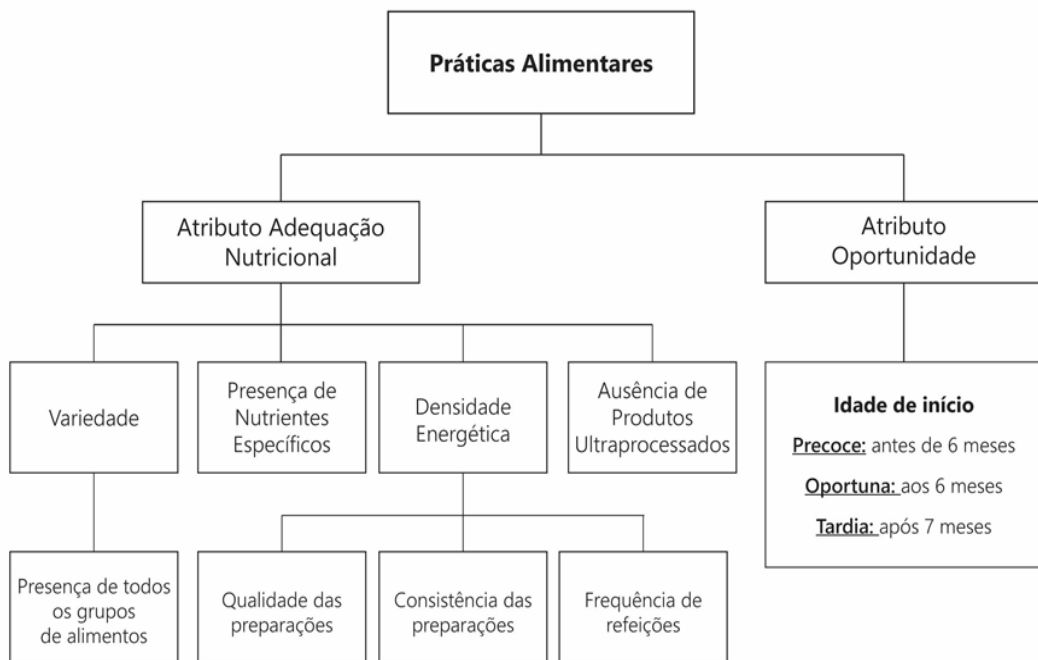 Práticas Alimentares
Atributo Adequação
Nutricional
Atributo
Oportunidade
Variedade
Presença de
Nutrientes
Específicos
Densidade
Energética
Ausência de
Produtos
Ultraprocessados
Idade de início
Precoce: antes de 6 meses
Oportuna: aos 6 meses
Tardia: após 7 meses
Presença de todos
os grupos
de alimentos
Qualidade das
preparações
Consistência das
preparações
Frequência de
refeições